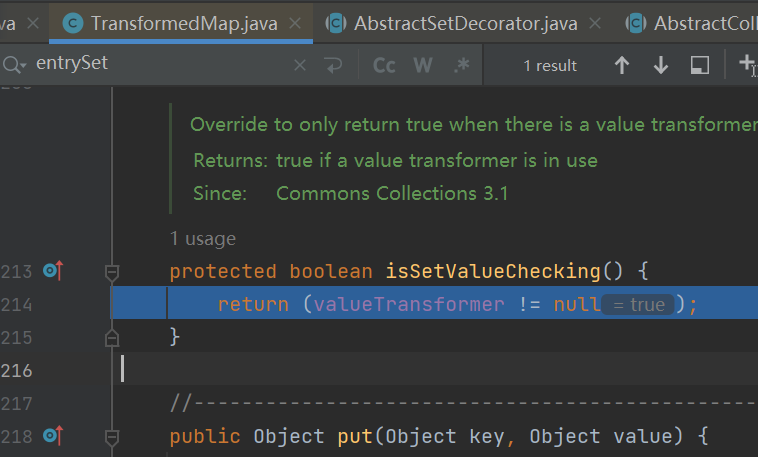 va
TransformedMap.java
AbstractSetDecorator.java
AbstractColl
entrySet
Cc W .*
1 result
Override to only return true when there is a value transformer
Returns: true if a value transformer is in use
Since: Commons Collections 3.1
1 usage
213 protected boolean isSetValueChecking() {
214 return (valueTransformer != null = true );
215 }
216
217 //-------------------------------------------------
218 public Object put(Object key, Object value) {